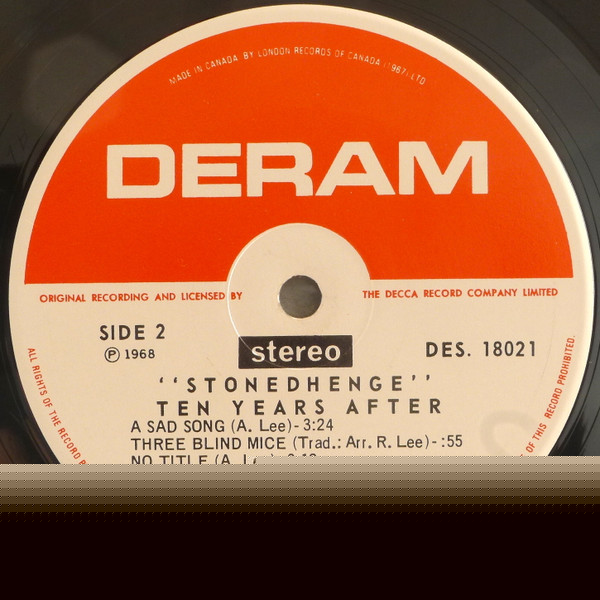 MADE IN CANADA BY LONDON RECORDS OF CANADA (1967) LTD
DERAM
ORIGINAL RECORDING AND LICENSED BY
THE DECCA RECORD COMPANY LIMITED
SIDE 2
Ⓟ 1968
stereo
DES. 18021
‘‘STONEDHENGE’’
TEN YEARS AFTER
A SAD SONG (A. Lee)- 3:24
THREE BLIND MICE (Trad.: Arr. R. Lee)- :55
NO TITLE (A.
ALL RIGHTS OF THE RECORD
OF THIS RECORD PROHIBITED.